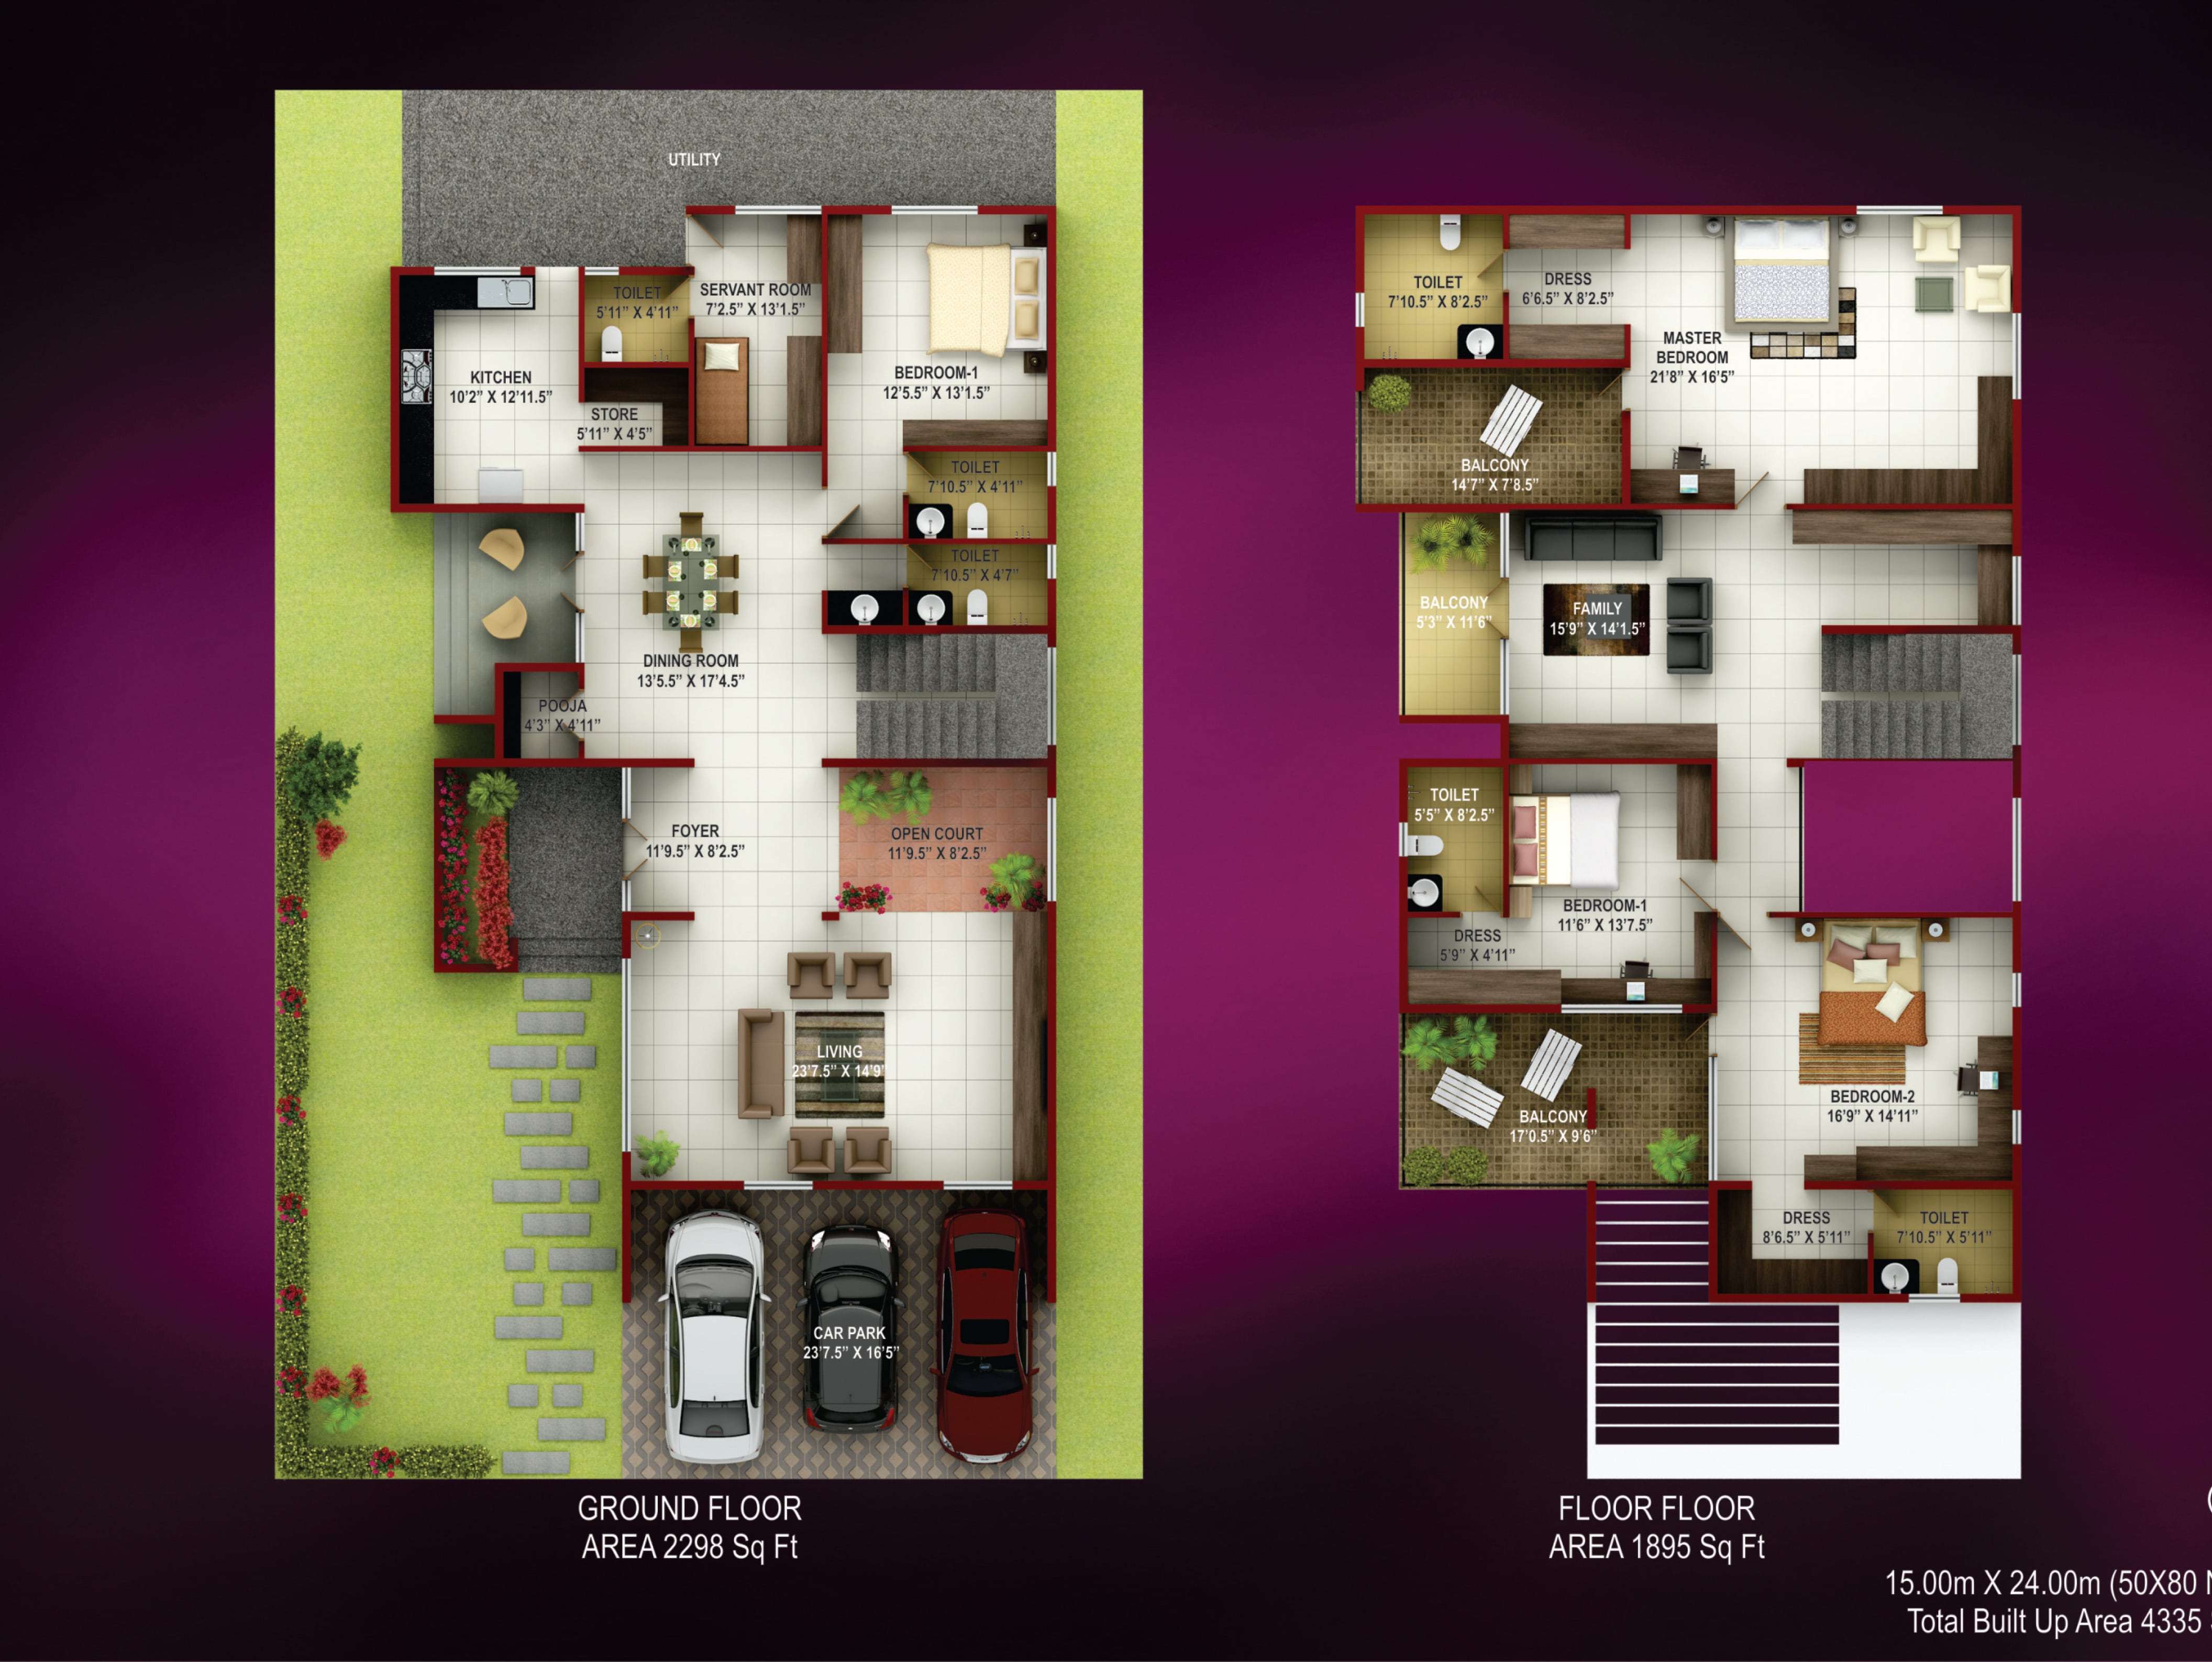 UTILITY
TOILET
5'11" X 4'11"
SERVANT ROOM
7'2.5" X 13'1.5"
KITCHEN
10'2" X 12'11.5"
STORE
5'11" X 4'5"
BEDROOM-1
12'5.5" X 13'1.5"
TOILET
7'10.5" X 4'11"
TOILET
7'10.5" X 4'7"
DINING ROOM
13'5.5" X 17'4.5"
POOJA
4'3" X 4'11"
FOYER
11'9.5" X 8'2.5"
OPEN COURT
11'9.5" X 8'2.5"
LIVING
23'7.5" X 14'9'
CAR PARK
23'7.5" X 16'5"
GROUND FLOOR
AREA 2298 Sq Ft
TOILET
7'10.5" X 8'2.5"
DRESS
6'6.5" X 8'2.5"
MASTER
BEDROOM
21'8" X 16'5"
BALCONY
14'7" X 7'8.5"
BALCONY
5'3" X 11'6"
FAMILY
15'9" X 14'1.5"
TOILET
5'5" X 8'2.5"
BEDROOM-1
11'6" X 13'7.5"
DRESS
5'9" X 4'11"
BALCONY
17'0.5" X 9'6"
BEDROOM-2
16'9" X 14'11"
DRESS
8'6.5" X 5'11"
TOILET
7'10.5" X 5'11"
FLOOR FLOOR
AREA 1895 Sq Ft
15.00m X 24.00m (50X80
Total Built Up Area 4335